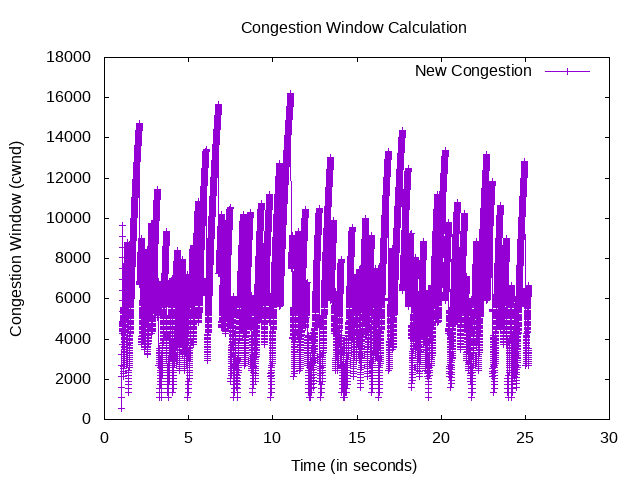 Congestion Window Calculation
18000
16000
14000
12000
10000
8000
6000
4000
2000
0
Congestion Window (cwnd)
New Congestion
0 5 10 15 20 25 30
Time (in seconds)